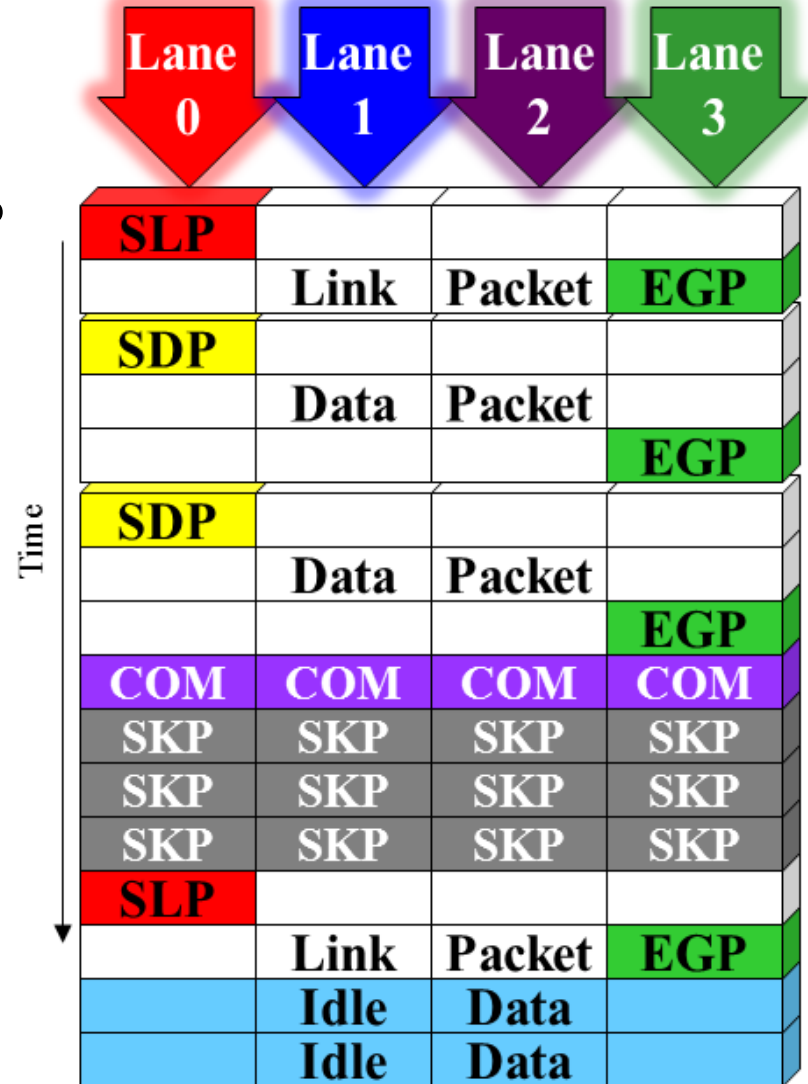 Lane 0 Lane 1 Lane 2 Lane 3
Time
SLP
Link Packet EGP
SDP
Data Packet
EGP
SDP
Data Packet
EGP
COM COM COM COM
SKP SKP SKP SKP
SKP SKP SKP SKP
SKP SKP SKP SKP
SLP
Link Packet EGP
Idle Data
Idle Data